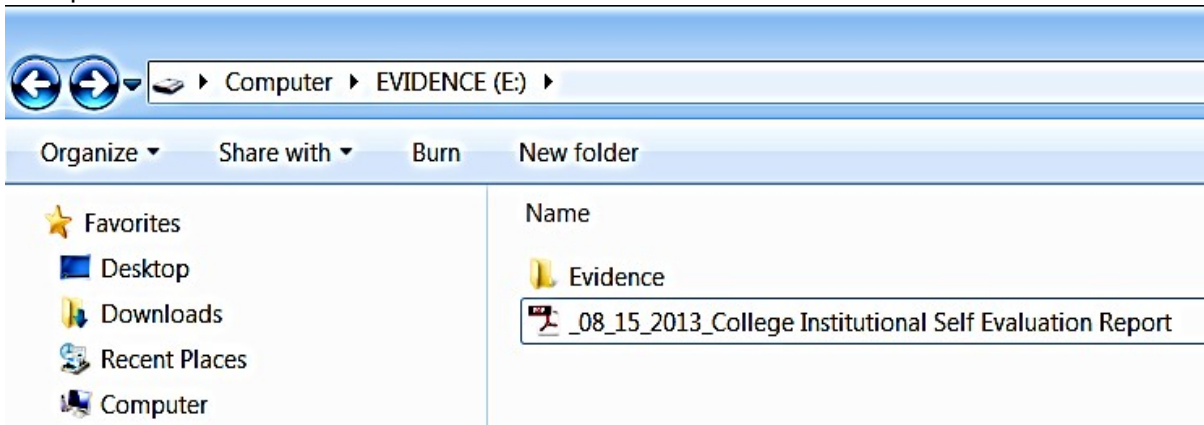 Computer EVIDENCE (E:)
Organize Share with Burn New folder
Favorites
Desktop
Downloads
Recent Places
Computer
Name
Evidence
_08_15_2013_College Institutional Self Evaluation Report